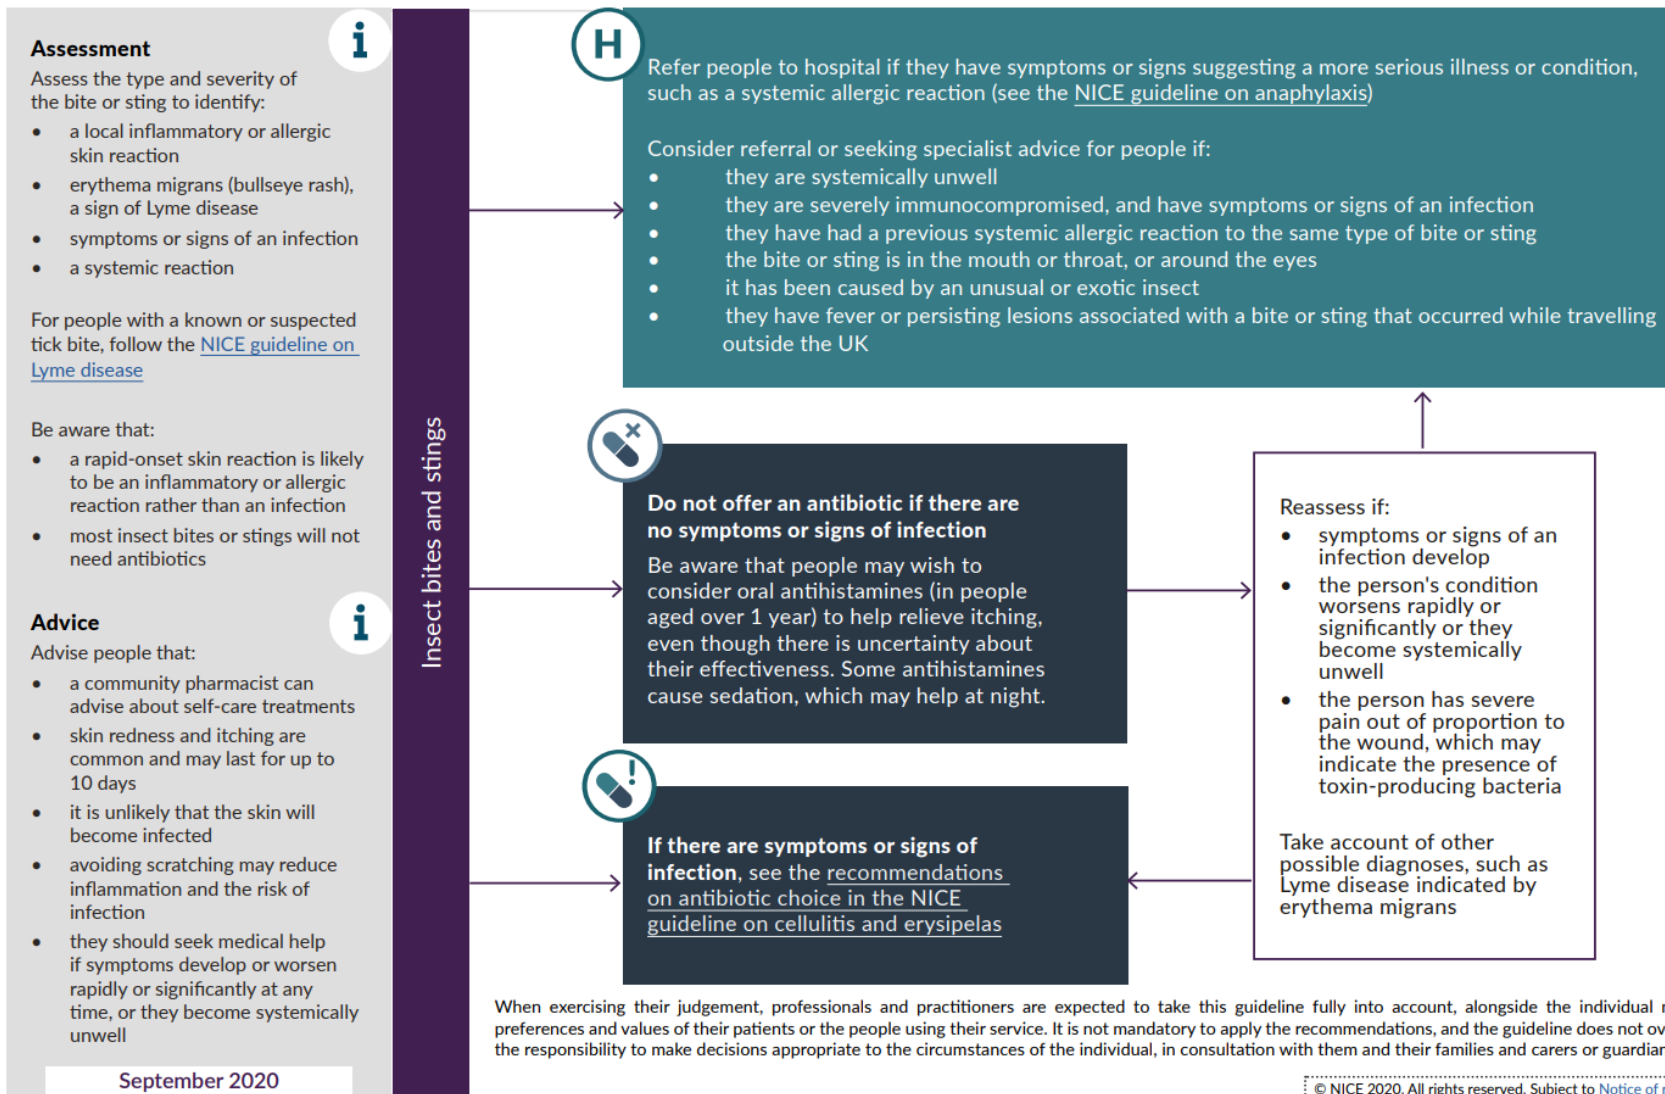 Assessment
Assess the type and severity of
the bite or sting to identify:
• a local inflammatory or allergic
skin reaction
• erythema migrans (bullseye rash),
a sign of Lyme disease
• symptoms or signs of an infection
• a systemic reaction
For people with a known or suspected
tick bite, follow the NICE guideline on
Lyme disease
Be aware that:
• a rapid-onset skin reaction is likely
to be an inflammatory or allergic
reaction rather than an infection
• most insect bites or stings will not
need antibiotics
Advice
Advise people that:
• a community pharmacist can
advise about self-care treatments
• skin redness and itching are
common and may last for up to
10 days
• it is unlikely that the skin will
become infected
• avoiding scratching may reduce
inflammation and the risk of
infection
• they should seek medical help
if symptoms develop or worsen
rapidly or significantly at any
time, or they become systemically
unwell
September 2020
Insect bites and stings
H
Refer people to hospital if they have symptoms or signs suggesting a more serious illness or condition,
such as a systemic allergic reaction (see the NICE guideline on anaphylaxis)
Consider referral or seeking specialist advice for people if:
• they are systemically unwell
• they are severely immunocompromised, and have symptoms or signs of an infection
• they have had a previous systemic allergic reaction to the same type of bite or sting
• the bite or sting is in the mouth or throat, or around the eyes
• it has been caused by an unusual or exotic insect
• they have fever or persisting lesions associated with a bite or sting that occurred while travelling
outside the UK
Do not offer an antibiotic if there are
no symptoms or signs of infection
Be aware that people may wish to
consider oral antihistamines (in people
aged over 1 year) to help relieve itching,
even though there is uncertainty about
their effectiveness. Some antihistamines
cause sedation, which may help at night.
If there are symptoms or signs of
infection, see the recommendations
on antibiotic choice in the NICE
guideline on cellulitis and erysipelas
Reassess if:
• symptoms or signs of an
infection develop
• the person's condition
worsens rapidly or
significantly or they
become systemically
unwell
• the person has severe
pain out of proportion to
the wound, which may
indicate the presence of
toxin-producing bacteria
Take account of other
possible diagnoses, such as
Lyme disease indicated by
erythema migrans
When exercising their judgement, professionals and practitioners are expected to take this guideline fully into account, alongside the individual
preferences and values of their patients or the people using their service. It is not mandatory to apply the recommendations, and the guideline does not
the responsibility to make decisions appropriate to the circumstances of the individual, in consultation with them and their families and carers or
© NICE 2020. All rights reserved. Subject to Notice of